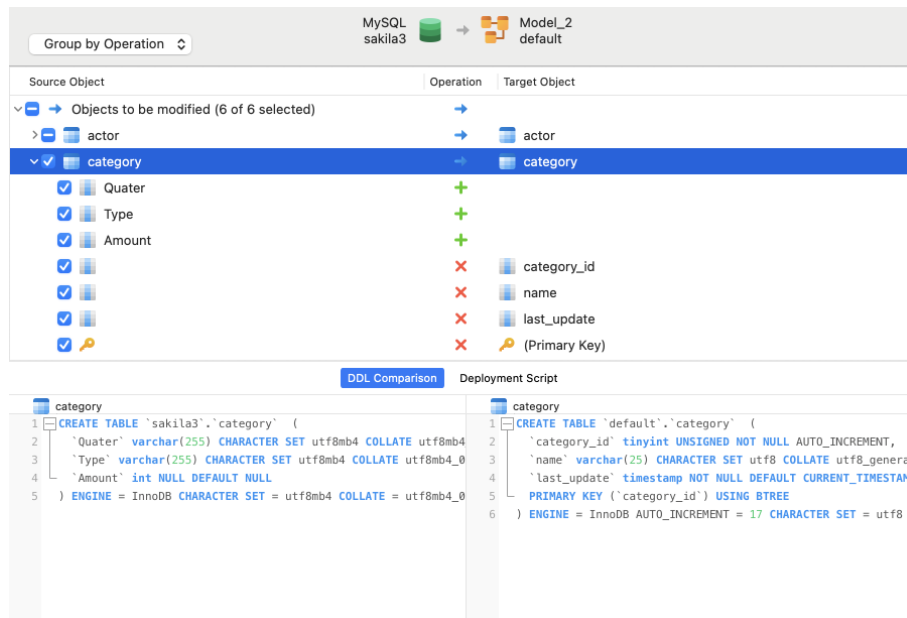 MySQL
sakila3
Model_2
default
Group by Operation
Source Object Operation Target Object
Objects to be modified (6 of 6 selected)
actor actor
category category
Quater
Type
Amount
category_id
name
last_update
(Primary Key)
DDL Comparison Deployment Script
category
1 CREATE TABLE `sakila3`.`category`  (
2 `Quater` varchar(255) CHARACTER SET utf8mb4 COLLATE utf8mb4
3 `Type` varchar(255) CHARACTER SET utf8mb4 COLLATE utf8mb4_0
4 `Amount` int NULL DEFAULT NULL
5 ) ENGINE = InnoDB CHARACTER SET = utf8mb4 COLLATE = utf8mb4_0
category
1 CREATE TABLE `default`.`category`  (
2 `category_id` tinyint UNSIGNED NOT NULL AUTO_INCREMENT,
3 `name` varchar(25) CHARACTER SET utf8 COLLATE utf8_genera
4 `last_update` timestamp NOT NULL DEFAULT CURRENT_TIMESTAM
5 PRIMARY KEY (`category_id`) USING BTREE
6 ) ENGINE = InnoDB AUTO_INCREMENT = 17 CHARACTER SET = utf8